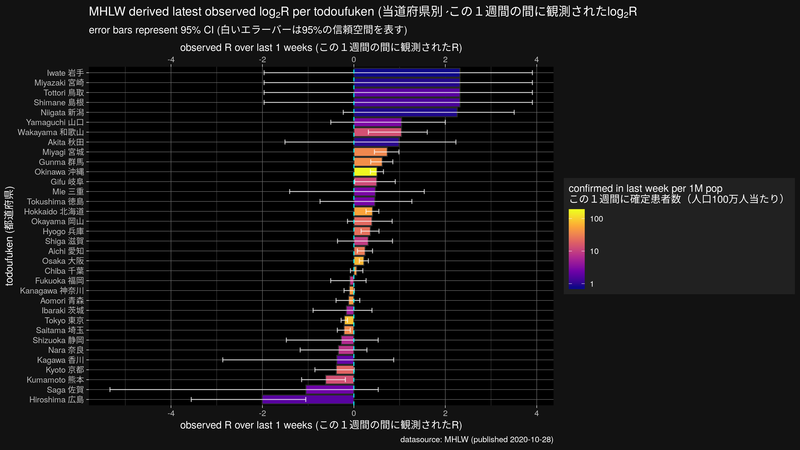 MHLW derived latest observed log₂R per todoufuken (当道府県別 ·この１週間の間に観測されたlog₂R
error bars represent 95% CI (白いエラーバーは95%の信頼空間を表す)
observed R over last 1 weeks (この１週間の間に観測されたR)
-4 -2 0 2 4
todoufuken (都道府県)
Iwate 岩手
Miyazaki 宮崎
Tottori 鳥取
Shimane 島根
Niigata 新潟
Yamaguchi 山口
Wakayama 和歌山
Akita 秋田
Miyagi 宮城
Gunma 群馬
Okinawa 沖縄
Gifu 岐阜
Mie 三重
Tokushima 徳島
Hokkaido 北海道
Okayama 岡山
Hyogo 兵庫
Shiga 滋賀
Aichi 愛知
Osaka 大阪
Chiba 千葉
Fukuoka 福岡
Kanagawa 神奈川
Aomori 青森
Ibaraki 茨城
Tokyo 東京
Saitama 埼玉
Shizuoka 静岡
Nara 奈良
Kagawa 香川
Kyoto 京都
Kumamoto 熊本
Saga 佐賀
Hiroshima 広島
-4 -2 0 2 4
observed R over last 1 weeks (この１週間の間に観測されたR)
datasource: MHLW (published 2020-10-28)
confirmed in last week per 1M pop
この１週間に確定患者数（人口100万人当たり）
100
10
1